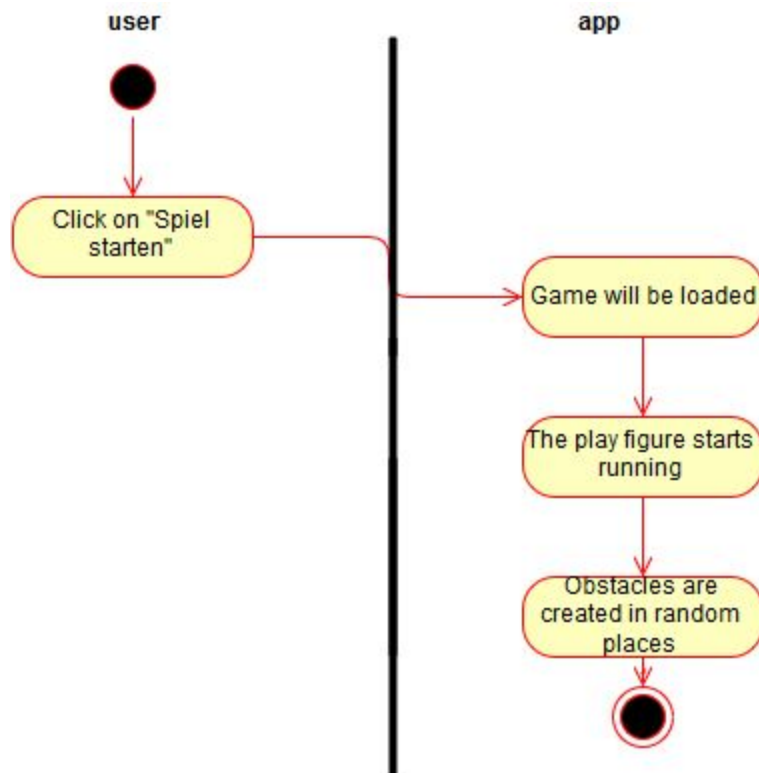 user
app
Click on "Spiel
starten"
Game will be loaded
The play figure starts
running
Obstacles are
created in random
places